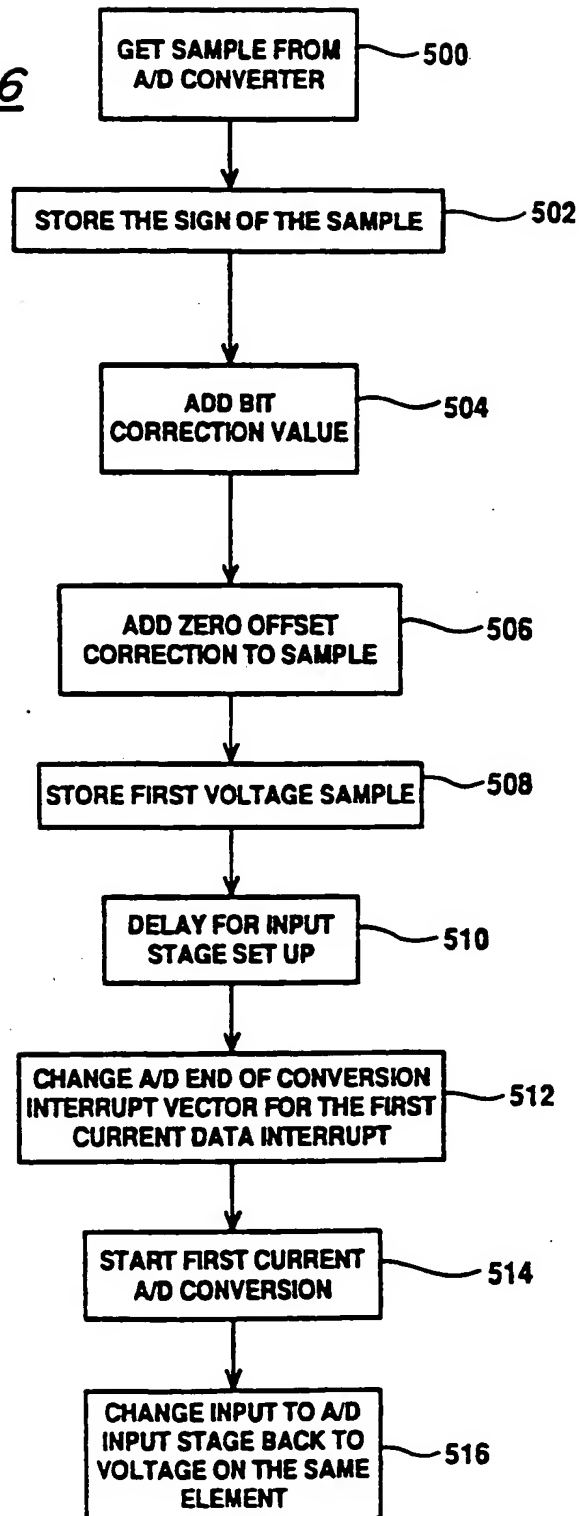 6
GET SAMPLE FROM
A/D CONVERTER
500
STORE THE SIGN OF THE SAMPLE
502
ADD BIT
CORRECTION VALUE
504
ADD ZERO OFFSET
CORRECTION TO SAMPLE
506
STORE FIRST VOLTAGE SAMPLE
508
DELAY FOR INPUT
STAGE SET UP
510
CHANGE A/D END OF CONVERSION
INTERRUPT VECTOR FOR THE FIRST
CURRENT DATA INTERRUPT
512
START FIRST CURRENT
A/D CONVERSION
514
CHANGE INPUT TO A/D
INPUT STAGE BACK TO
VOLTAGE ON THE SAME
ELEMENT
516